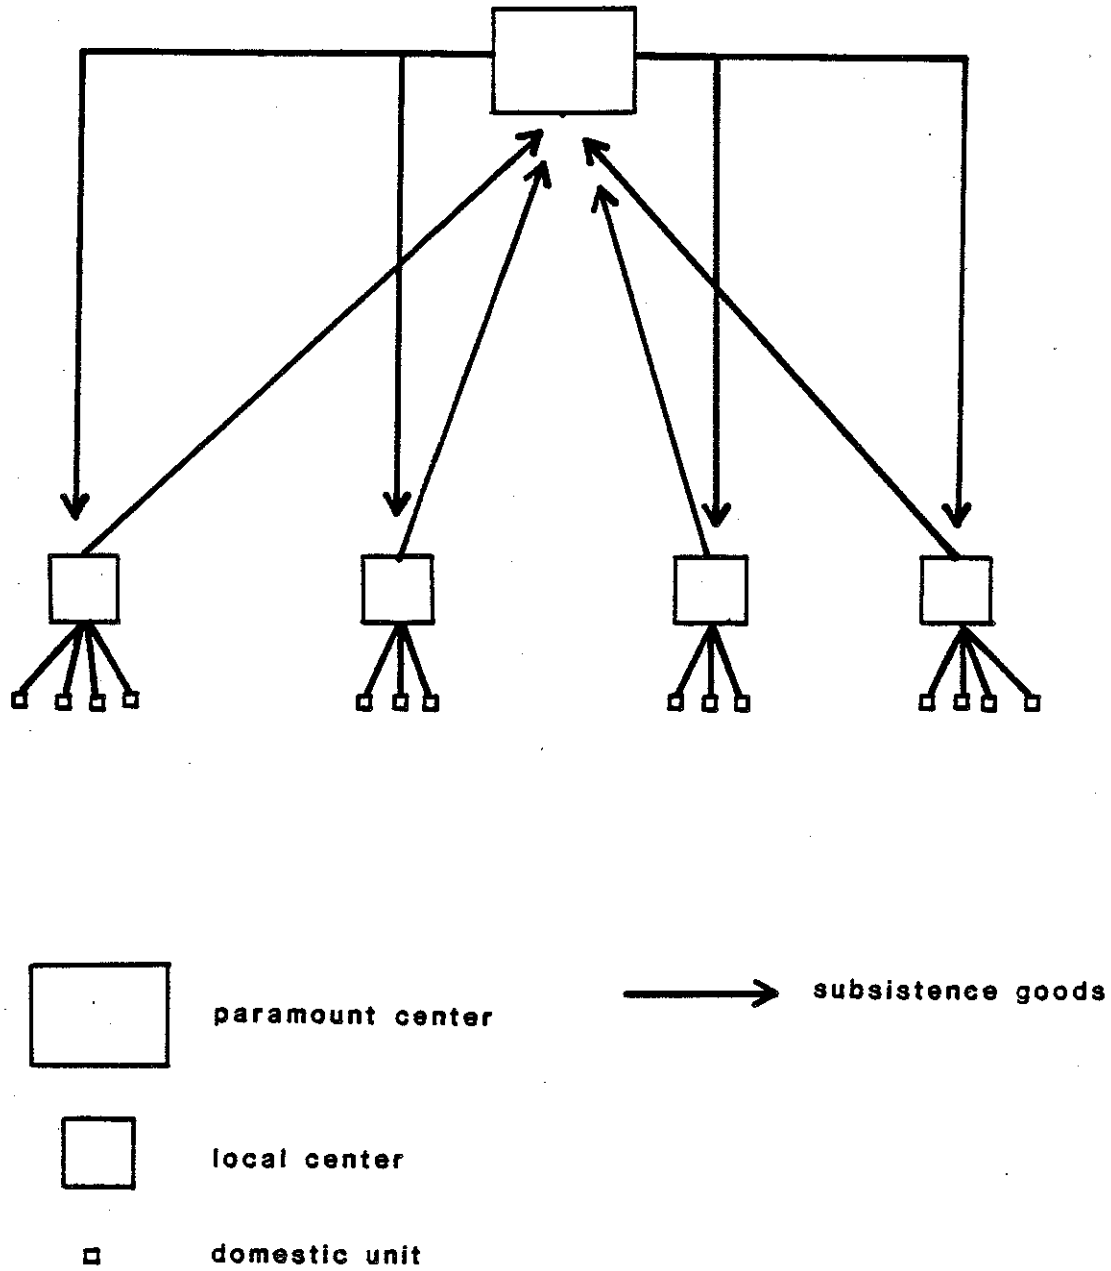 subsistence goods
paramount center
local center
domestic unit